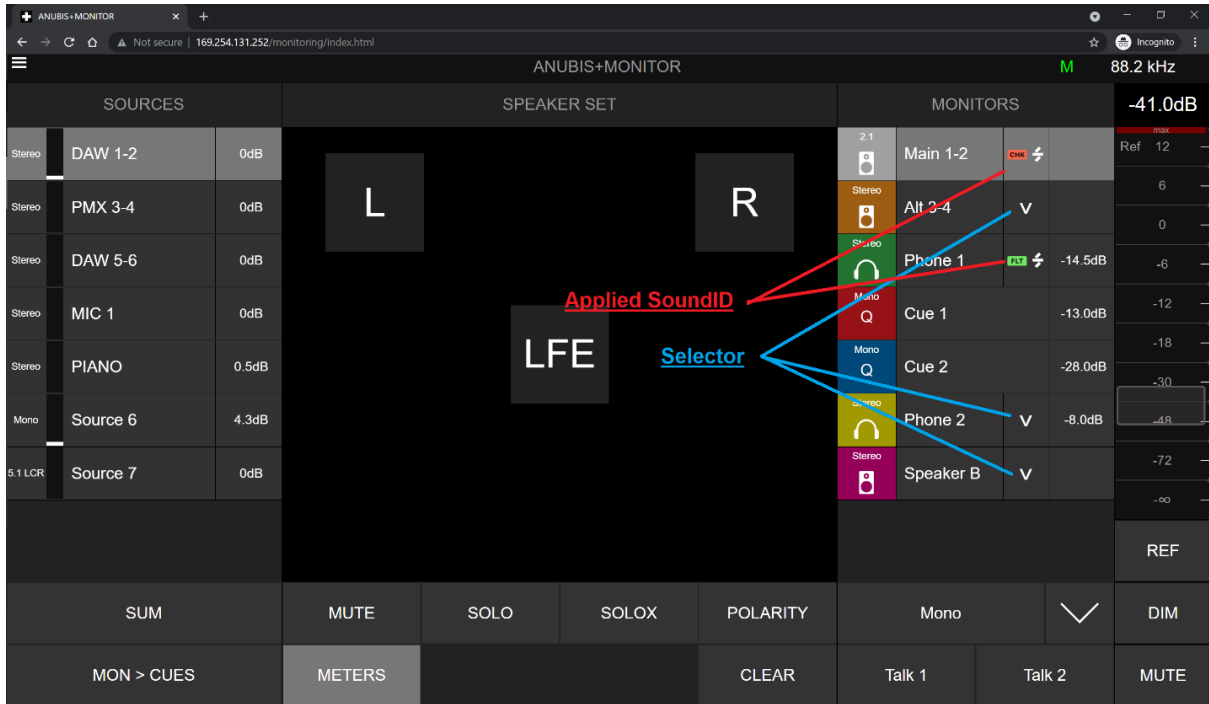 ANUBIS+MONITOR
Not secure 169.254.131.252/monitoring/index.html
Incognito
ANUBIS+MONITOR
M 88.2 kHz
SOURCES
SPEAKER SET
MONITORS
-41.0dB
Stereo DAW 1-2 0dB
Stereo PMX 3-4 0dB
Stereo DAW 5-6 0dB
Stereo MIC 1 0dB
Stereo PIANO 0.5dB
Mono Source 6 4.3dB
5.1 LCR Source 7 0dB
L
R
LFE
Applied SoundID
Selector
2.1
Main 1-2 CHK
Stereo
Alt 3-4 V
Stereo
Phone 1 FLT -14.5dB
Mono
Q Cue 1 -13.0dB
Mono
Q Cue 2 -28.0dB
Stereo
Phone 2 V -8.0dB
Stereo
Speaker B V
max
Ref 12
6
0
-6
-12
-18
-30
-48
-72
-∞
REF
SUM
MUTE
SOLO
SOLOX
POLARITY
Mono
DIM
MON > CUES
METERS
CLEAR
Talk 1
Talk 2
MUTE